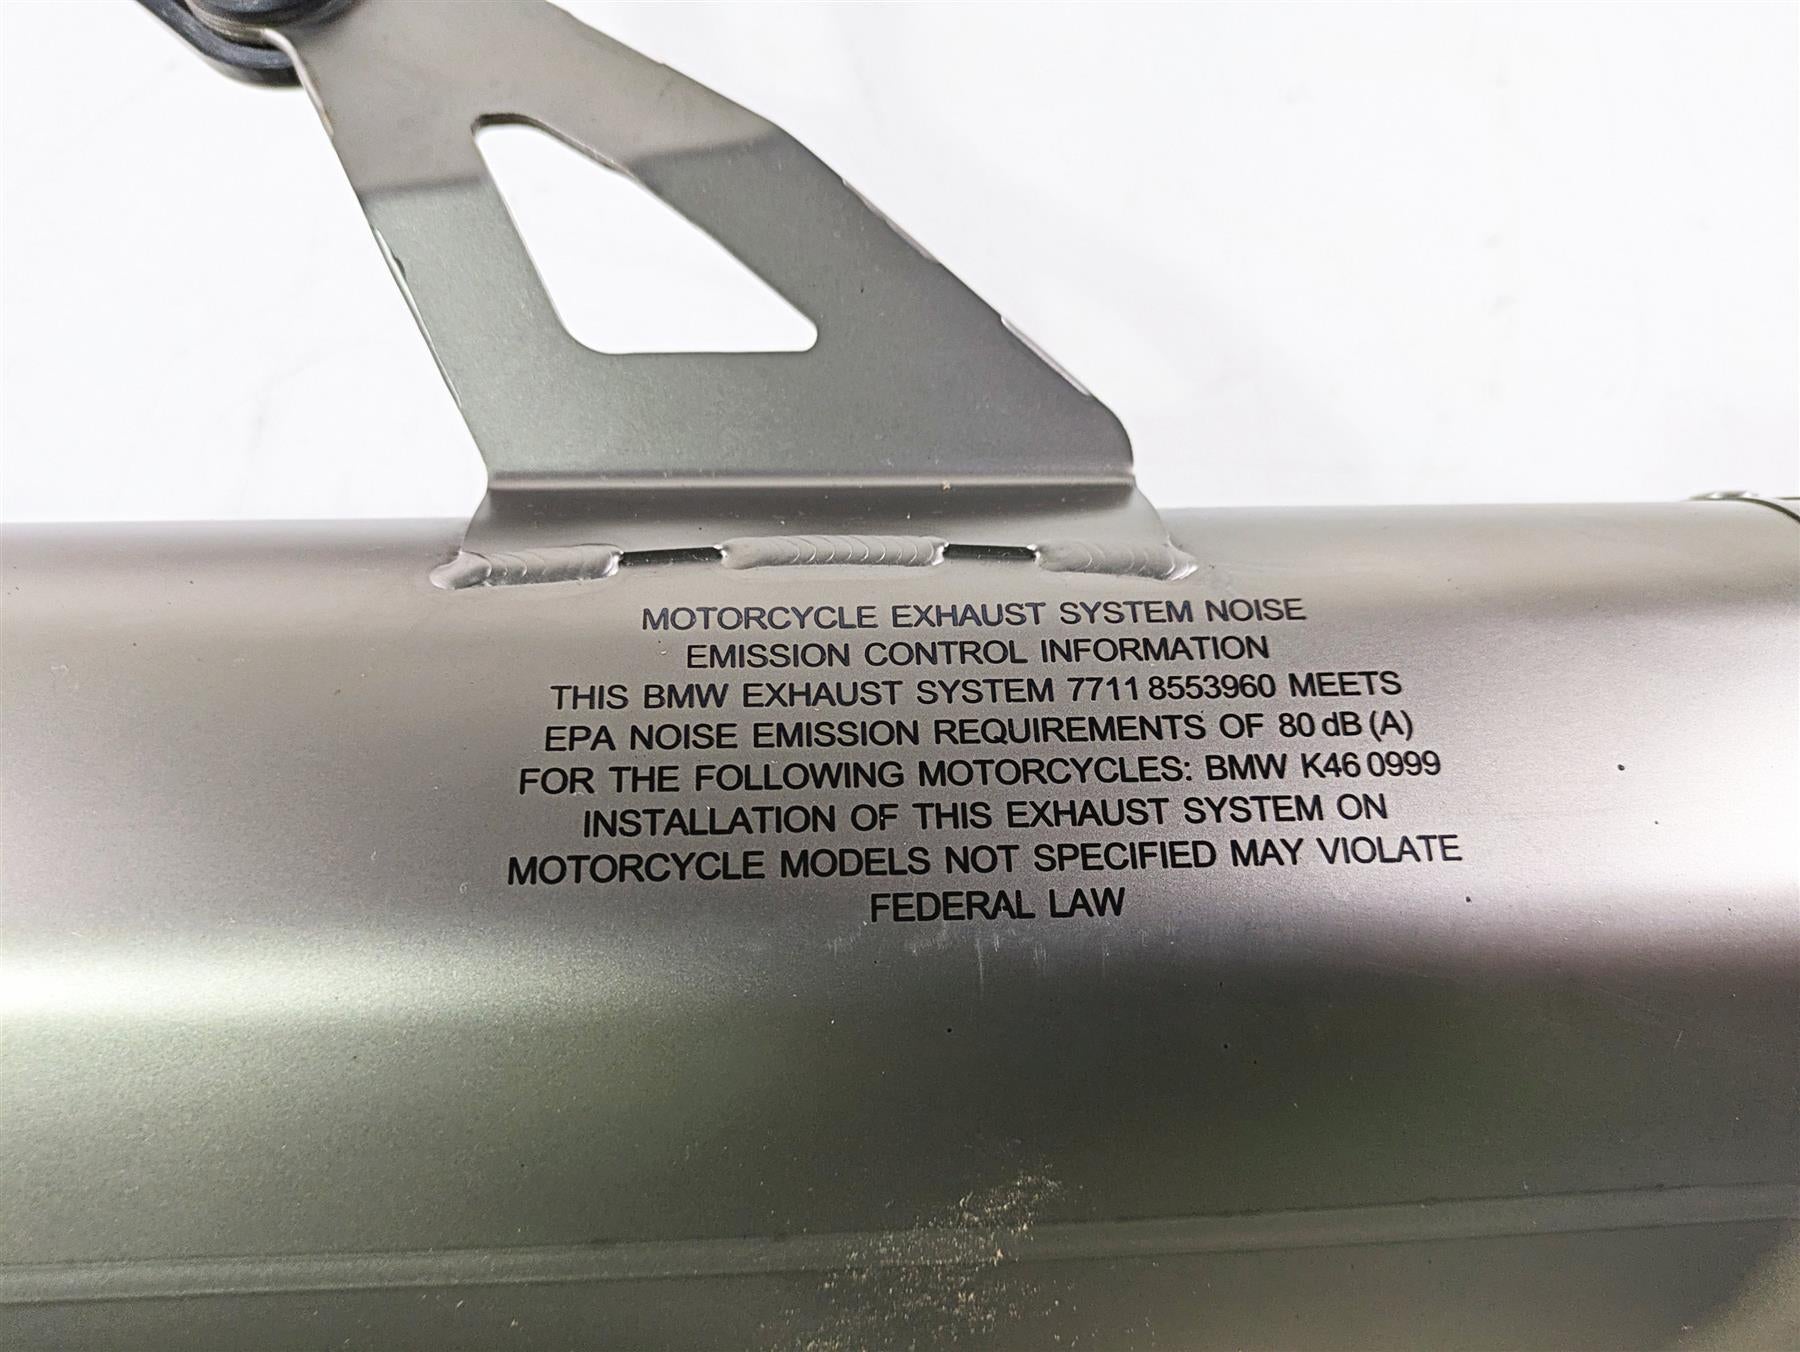 MOTORCYCLE EXHAUST SYSTEM NOISE
EMISSION CONTROL INFORMATION
THIS BMW EXHAUST SYSTEM 7711 8553960 MEETS
EPA NOISE EMISSION REQUIREMENTS OF 80 dB (A)
FOR THE FOLLOWING MOTORCYCLES: BMW K46 0999
INSTALLATION OF THIS EXHAUST SYSTEM ON
MOTORCYCLE MODELS NOT SPECIFIED MAY VIOLATE
FEDERAL LAW